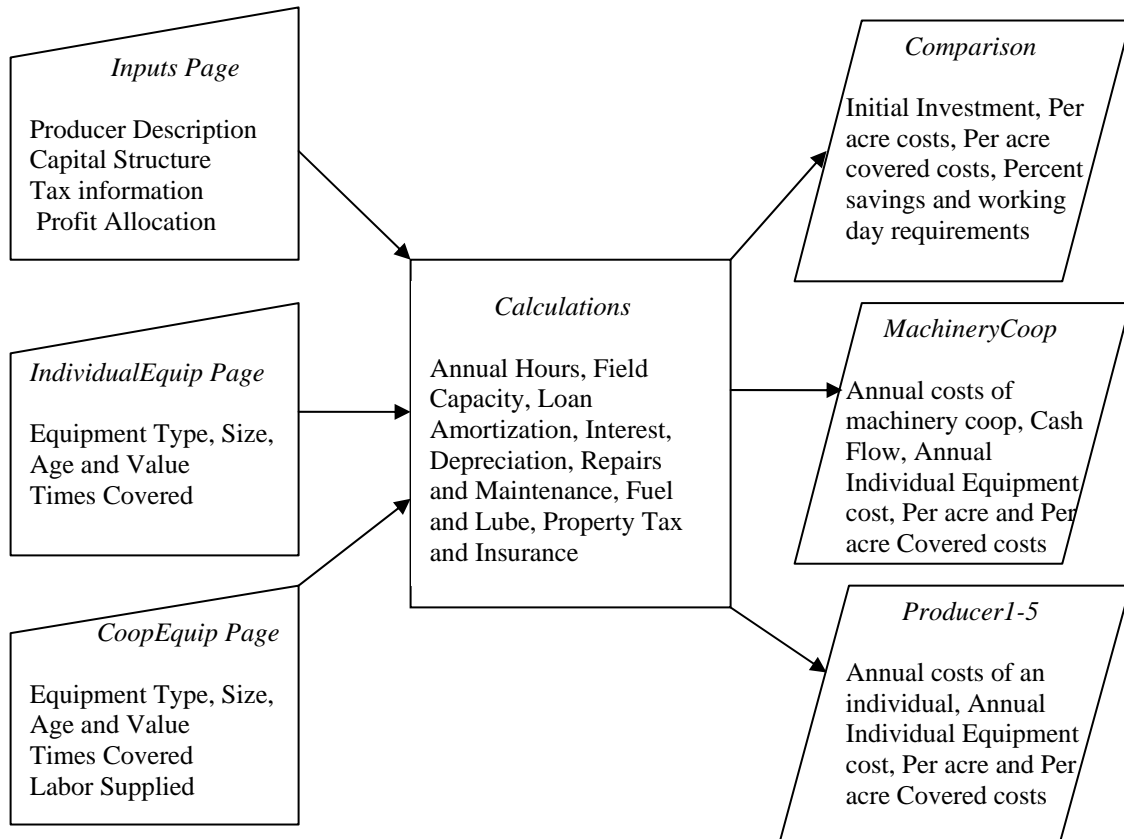 Inputs Page
Producer Description
Capital Structure
Tax information
Profit Allocation
IndividualEquip Page
Equipment Type, Size,
Age and Value
Times Covered
CoopEquip Page
Equipment Type, Size,
Age and Value
Times Covered
Labor Supplied
Calculations
Annual Hours, Field
Capacity, Loan
Amortization, Interest,
Depreciation, Repairs
and Maintenance, Fuel
and Lube, Property Tax
and Insurance
Comparison
Initial Investment, Per
acre costs, Per acre
covered costs, Percent
savings and working
day requirements
MachineryCoop
Annual costs of
machinery coop, Cash
Flow, Annual
Individual Equipment
cost, Per acre and Per
acre Covered costs
Producer1-5
Annual costs of an
individual, Annual
Individual Equipment
cost, Per acre and Per
acre Covered costs